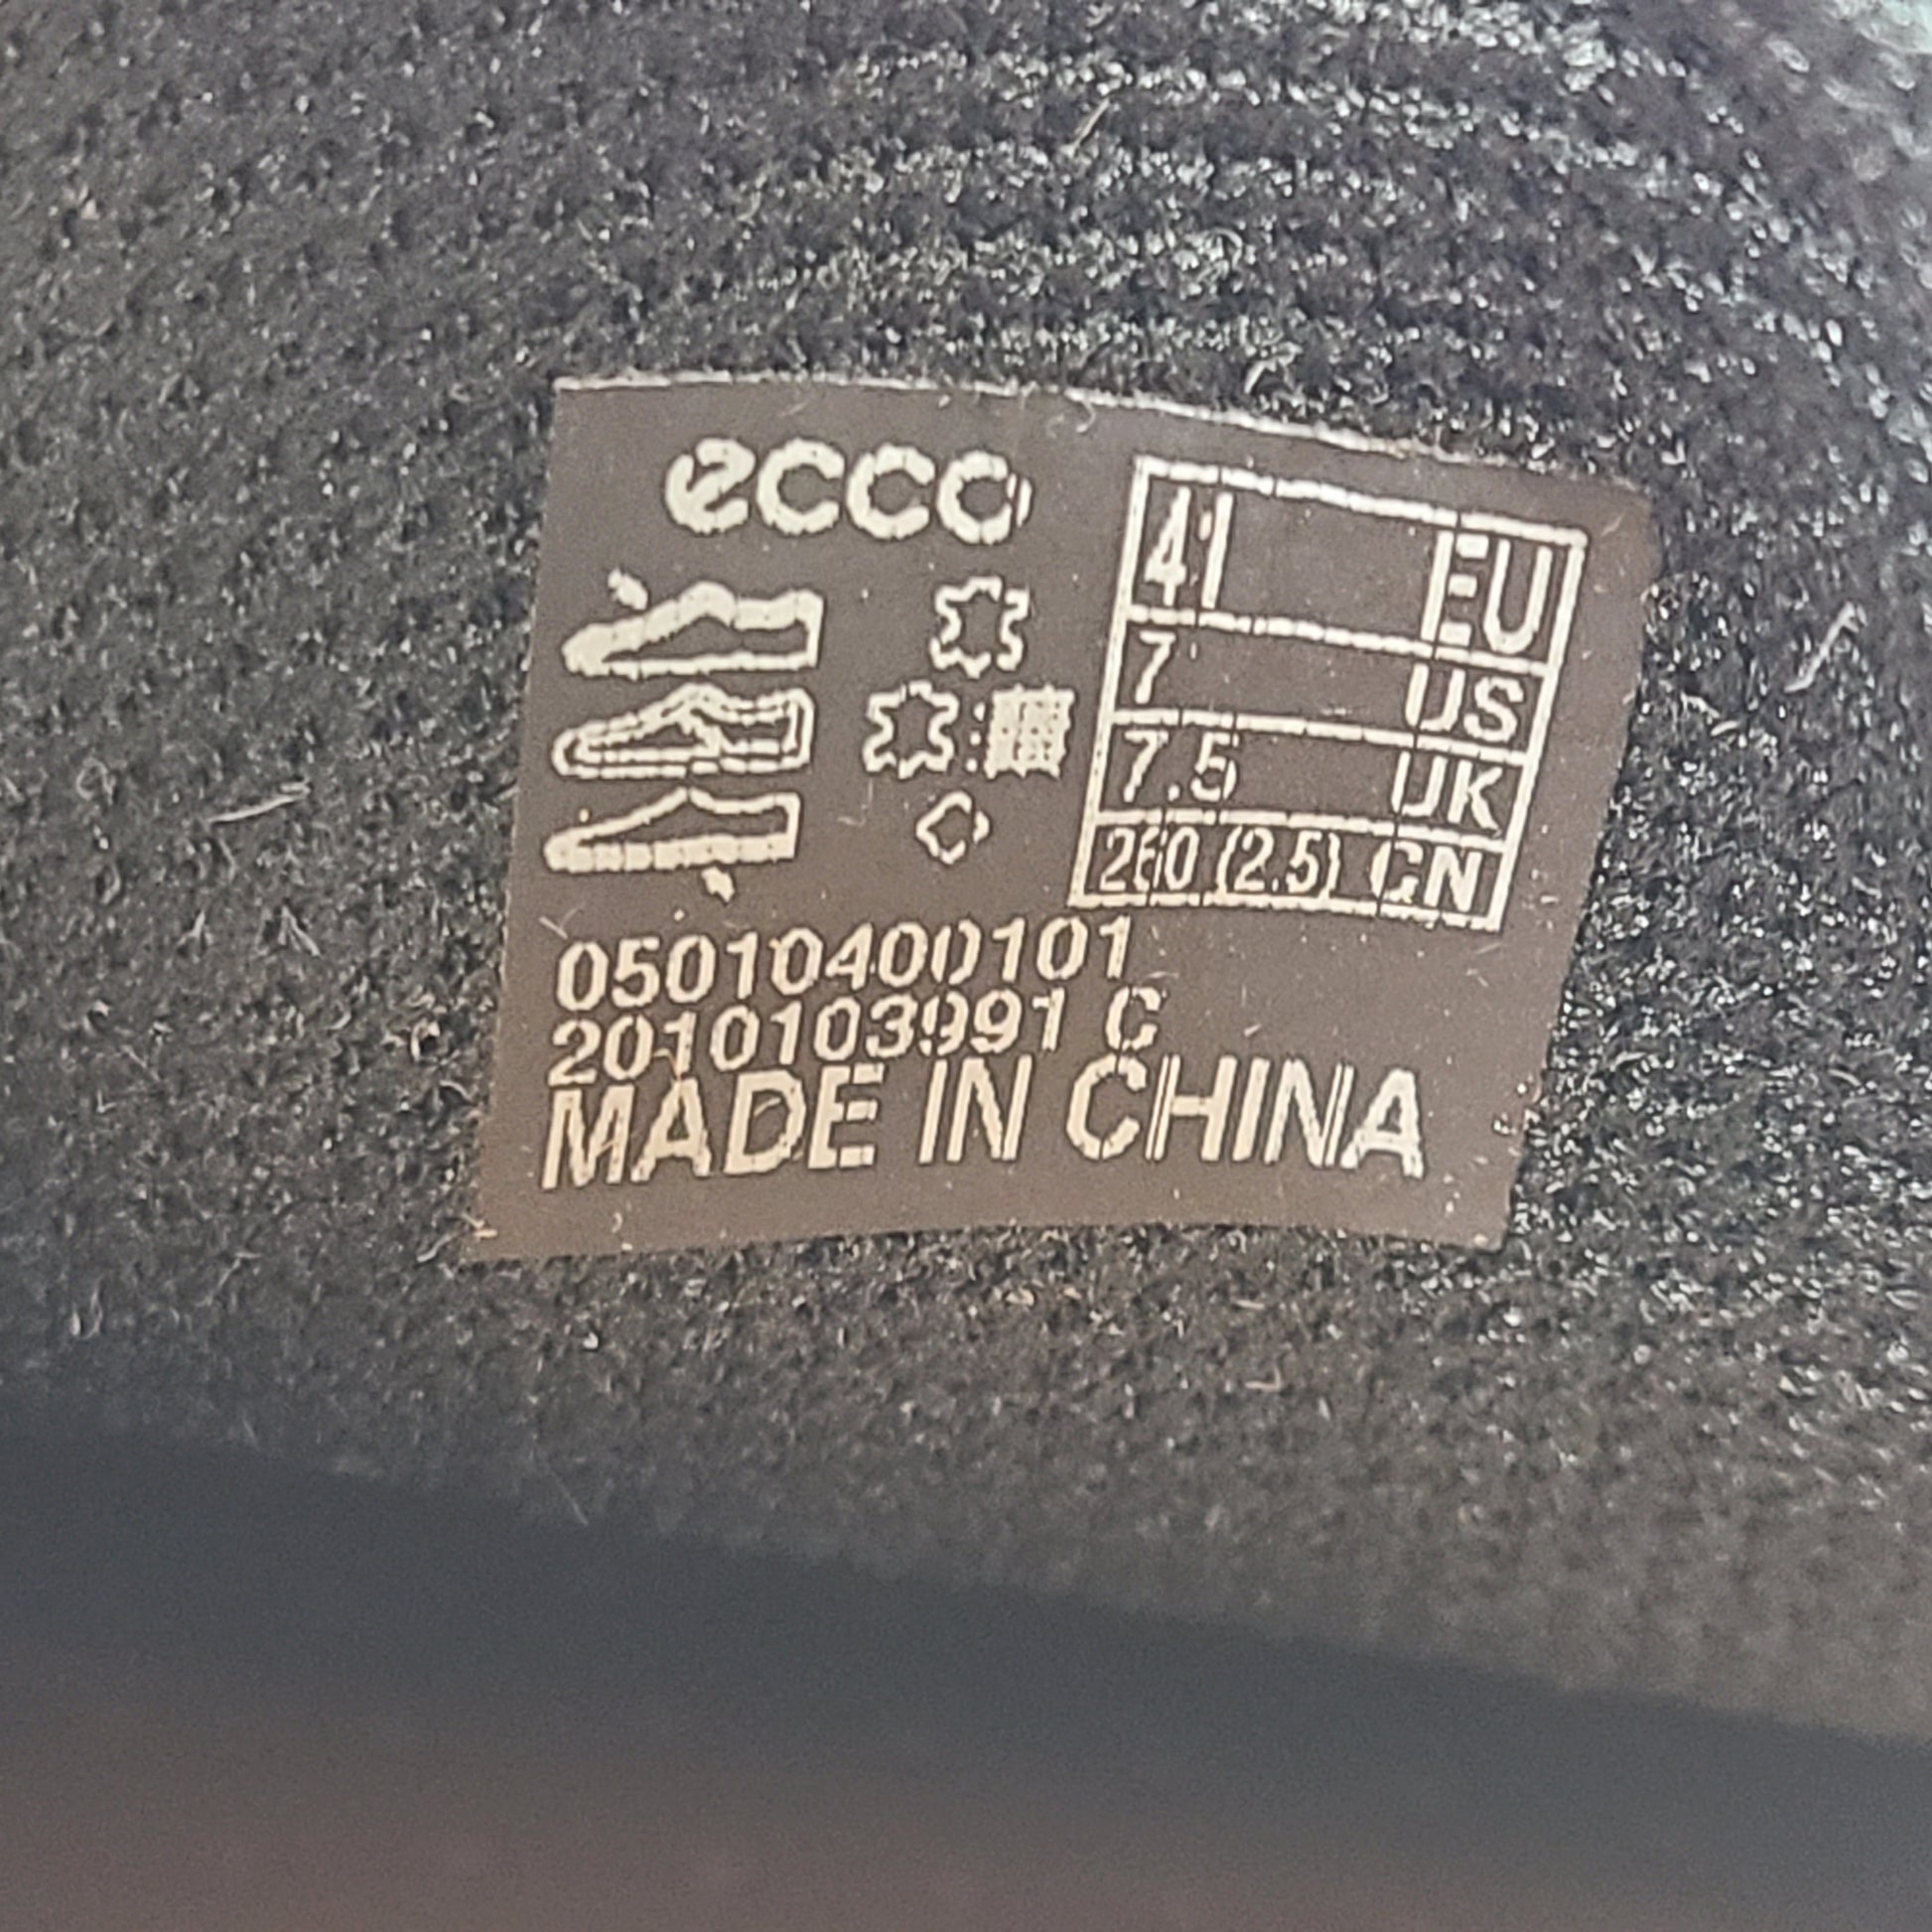 ecco
41 EU
7 US
7.5 UK
260 (2.5) CN
05010400101
2010103991 C
MADE IN CHINA